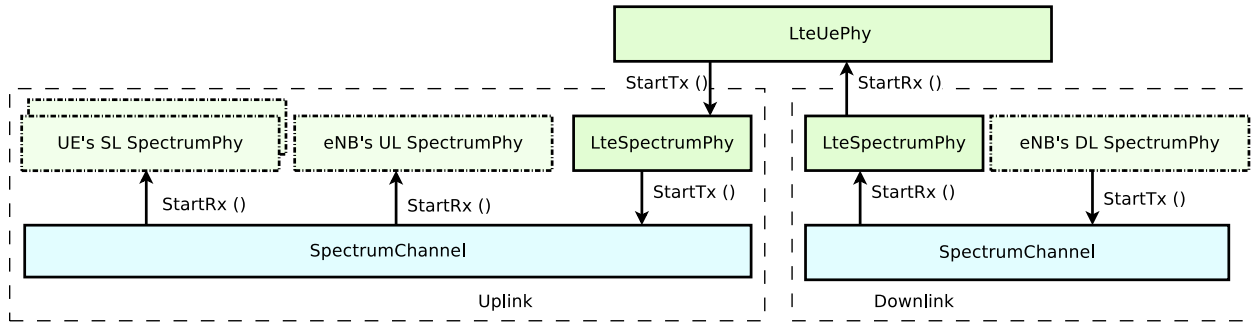 LteUePhy
StartTx ()
StartRx ()
UE's SL SpectrumPhy
eNB's UL SpectrumPhy
LteSpectrumPhy
LteSpectrumPhy
eNB's DL SpectrumPhy
StartRx ()
StartRx ()
StartTx ()
StartRx ()
StartTx ()
SpectrumChannel
SpectrumChannel
Uplink
Downlink